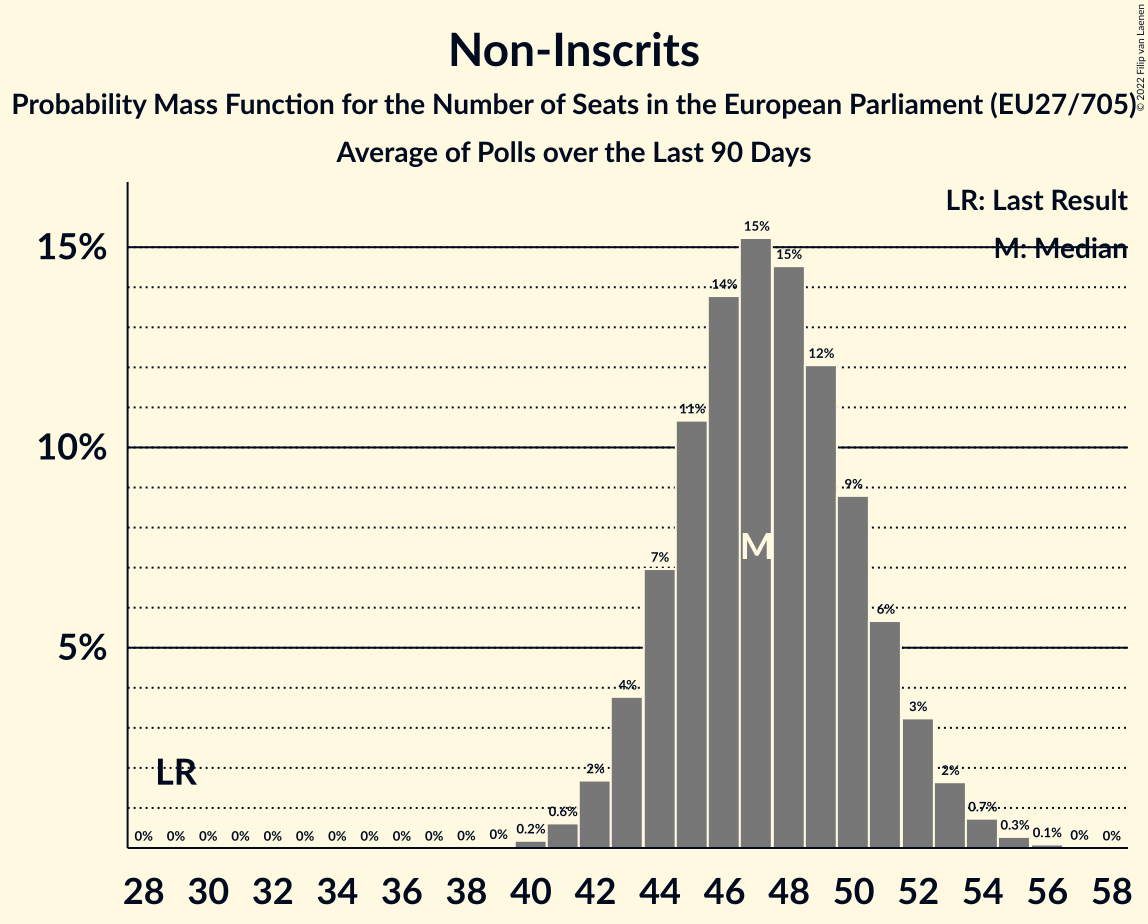 Non-Inscrits
Probability Mass Function for the Number of Seats in the European Parliament (EU27/705)
Average of Polls over the Last 90 Days
© 2022 Filip van Laenen
LR: Last Result
M: Median
15%
10%
5%
LR
M
0% 0% 0% 0% 0% 0% 0% 0% 0% 0% 0% 0% 0.2% 0.6% 2% 4% 7% 11% 14% 15% 15% 12% 9% 6% 3% 2% 0.7% 0.3% 0.1% 0% 0%
28 30 32 34 36 38 40 42 44 46 48 50 52 54 56 58